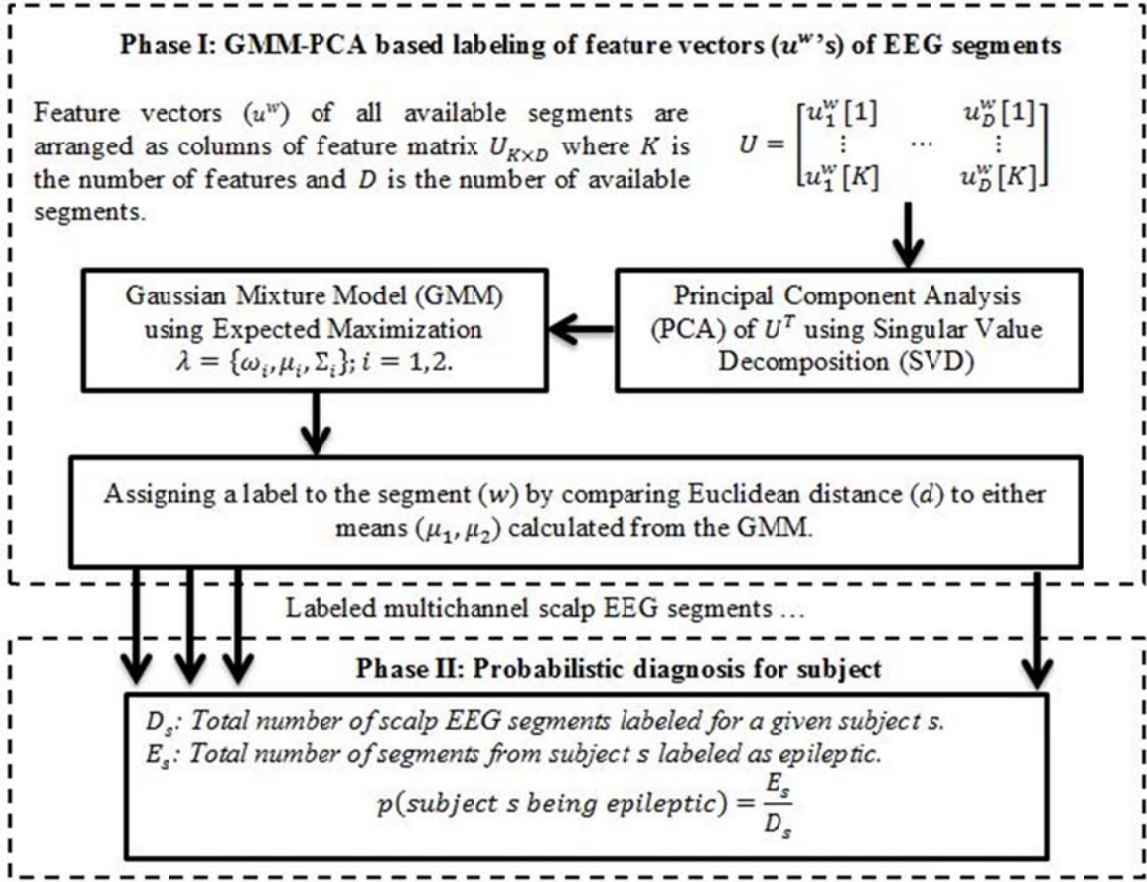 Phase I: GMM-PCA based labeling of feature vectors (u^w's) of EEG segments
Feature vectors (u^w) of all available segments are
arranged as columns of feature matrix U_{K×D} where K is
the number of features and D is the number of available
segments.
U = [u_1^w[1] ⋯ u_D^w[1]
⋮ ⋮
u_1^w[K] u_D^w[K]]
Principal Component Analysis
(PCA) of U^T using Singular Value
Decomposition (SVD)
Gaussian Mixture Model (GMM)
using Expected Maximization
λ = {ω_i, μ_i, Σ_i}; i = 1,2.
Assigning a label to the segment (w) by comparing Euclidean distance (d) to either
means (μ_1, μ_2) calculated from the GMM.
Labeled multichannel scalp EEG segments …
Phase II: Probabilistic diagnosis for subject
D_s: Total number of scalp EEG segments labeled for a given subject s.
E_s: Total number of segments from subject s labeled as epileptic.
p(subject s being epileptic) = E_s / D_s